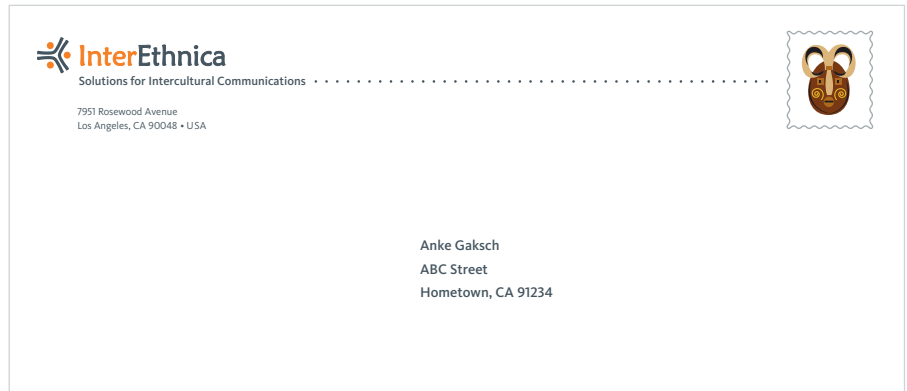 InterEthnica
Solutions for Intercultural Communications
7951 Rosewood Avenue
Los Angeles, CA 90048 • USA
Anke Gaksch
ABC Street
Hometown, CA 91234